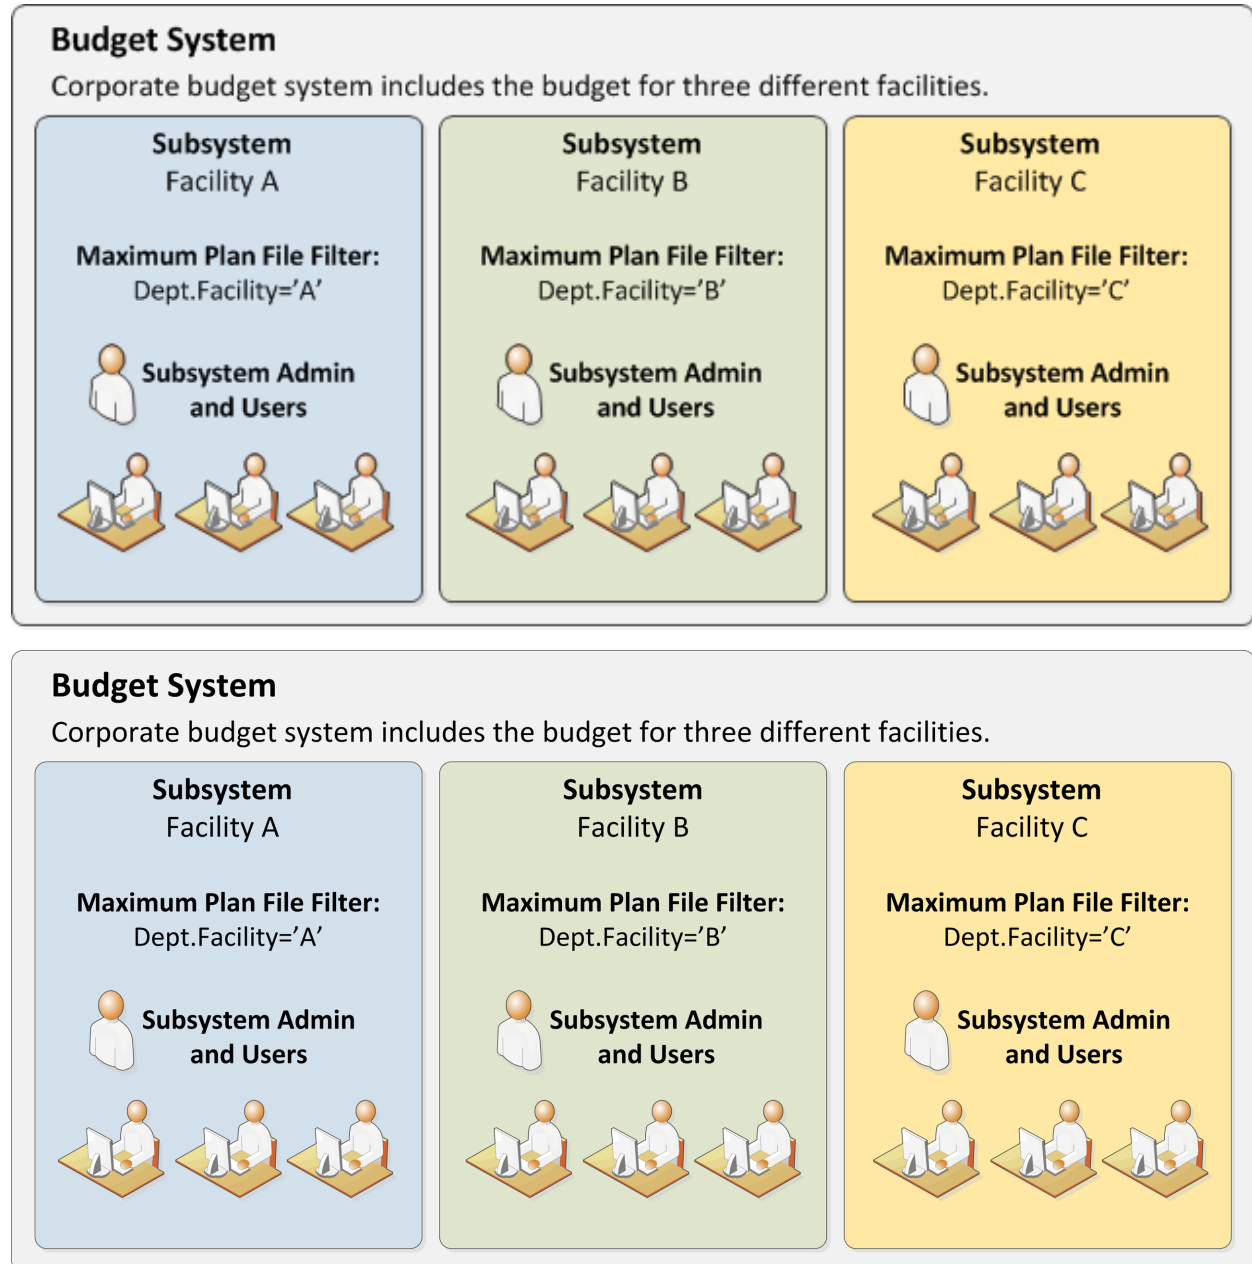 Budget System
Corporate budget system includes the budget for three different facilities.
Subsystem
Facility A
Maximum Plan File Filter:
Dept.Facility=’A’
Subsystem Admin
and Users
Subsystem
Facility B
Maximum Plan File Filter:
Dept.Facility=’B’
Subsystem Admin
and Users
Subsystem
Facility C
Maximum Plan File Filter:
Dept.Facility=’C’
Subsystem Admin
and Users
Budget System
Corporate budget system includes the budget for three different facilities.
Subsystem
Facility A
Maximum Plan File Filter:
Dept.Facility=’A’
Subsystem Admin
and Users
Subsystem
Facility B
Maximum Plan File Filter:
Dept.Facility=’B’
Subsystem Admin
and Users
Subsystem
Facility C
Maximum Plan File Filter:
Dept.Facility=’C’
Subsystem Admin
and Users